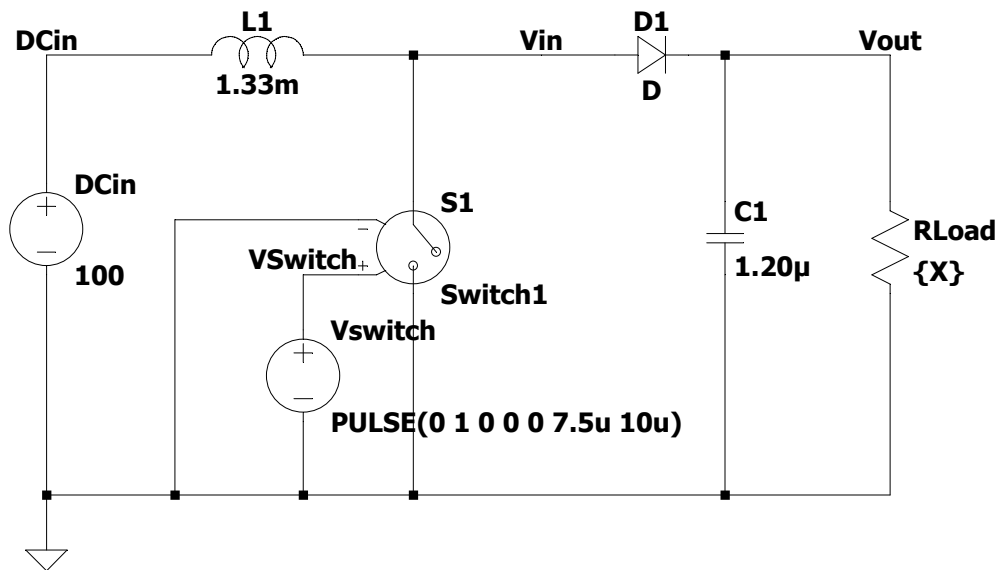 L1
D1
DCin
Vin
Vout
1.33m
D
DCin
S1
C1
RLoad
VSwitch
1.20µ
{X}
100
Switch1
Vswitch
PULSE(0 1 0 0 0 7.5u 10u)